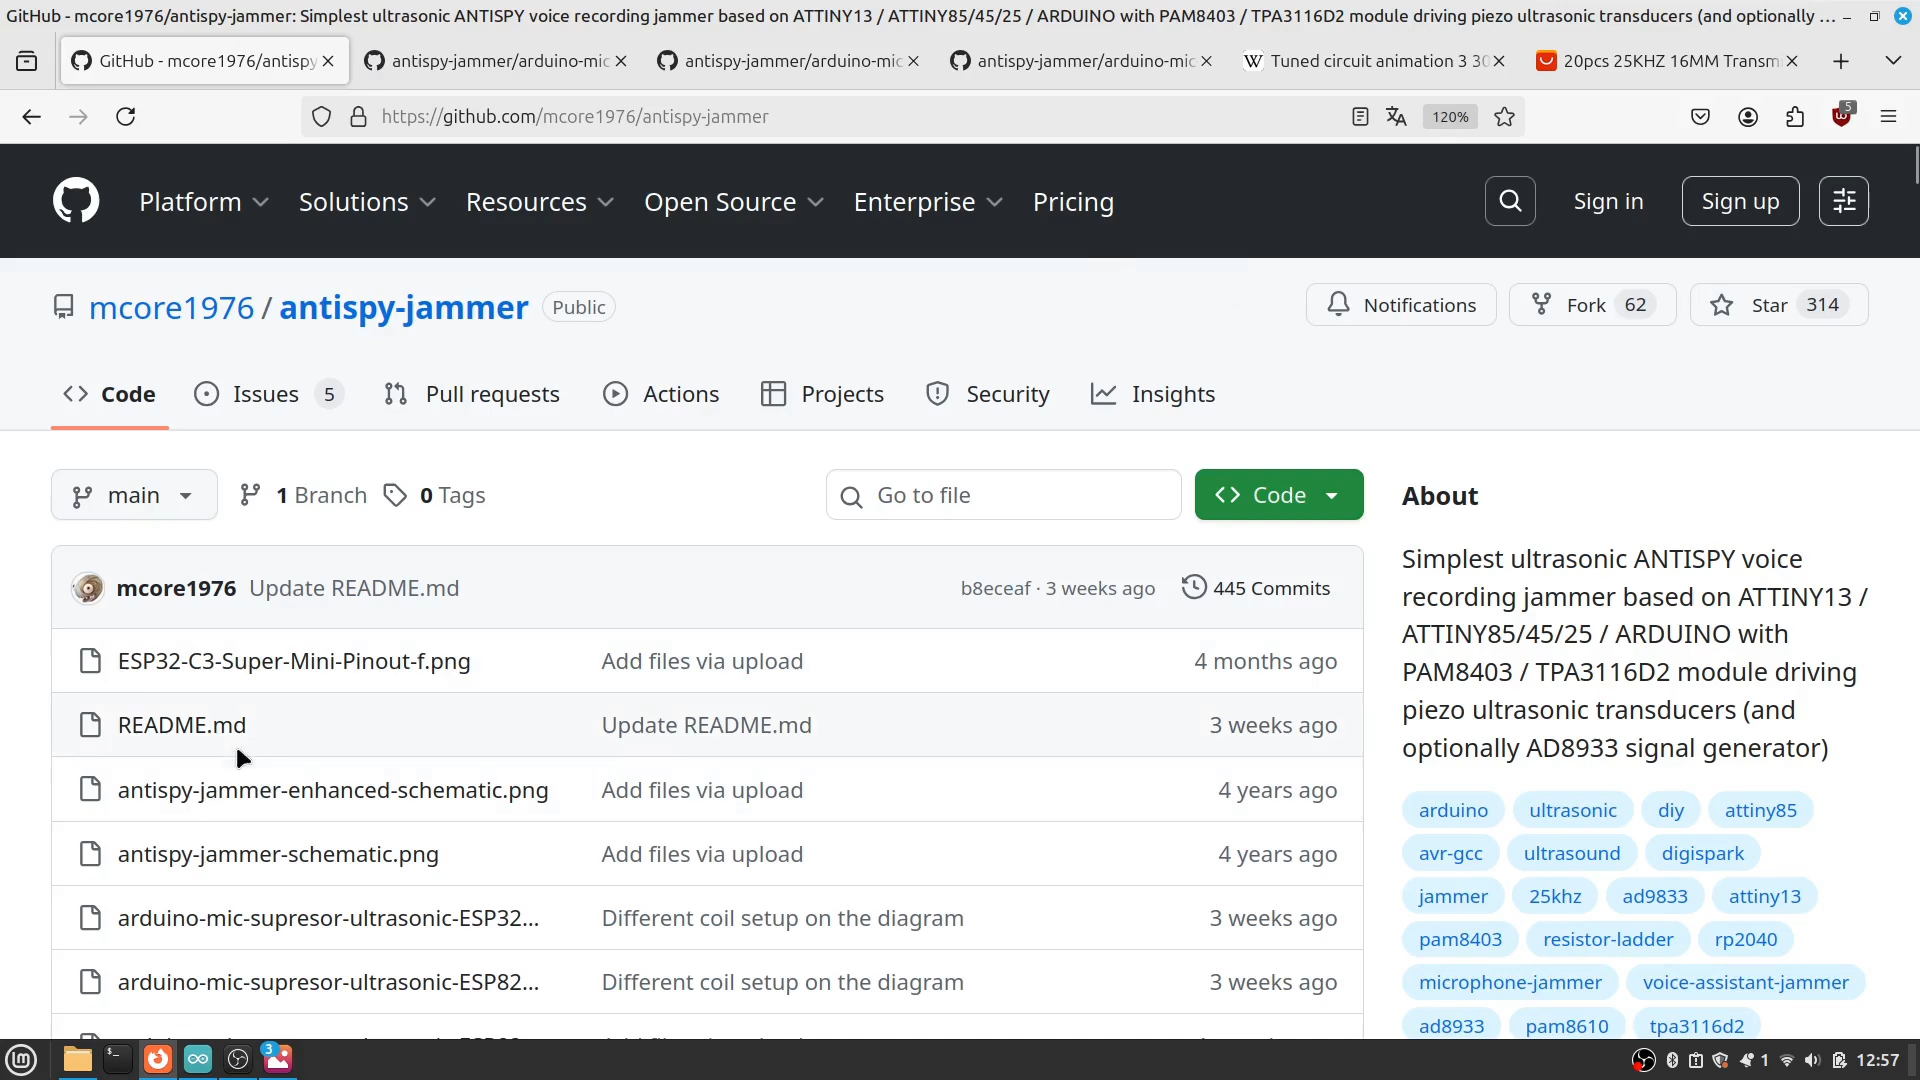 GitHub - mcore1976/antispy-jammer: Simplest ultrasonic ANTISPY voice recording jammer based on ATTINY13 / ATTINY85/45/25 / ARDUINO with PAM8403 / TPA3116D2 module driving piezo ultrasonic transducers (and optionally …
GitHub - mcore1976/antispy
antispy-jammer/arduino-mic
antispy-jammer/arduino-mic
antispy-jammer/arduino-mic
W Tuned circuit animation 3 30
20pcs 25KHZ 16MM Transm
https://github.com/mcore1976/antispy-jammer
120%
5
Platform
Solutions
Resources
Open Source
Enterprise
Pricing
Sign in
Sign up
mcore1976 / antispy-jammer
Public
Notifications
Fork 62
Star 314
Code
Issues 5
Pull requests
Actions
Projects
Security
Insights
main
1 Branch
0 Tags
Go to file
Code
About
mcore1976 Update README.md
b8eceaf · 3 weeks ago
445 Commits
ESP32-C3-Super-Mini-Pinout-f.png Add files via upload 4 months ago
README.md Update README.md 3 weeks ago
antispy-jammer-enhanced-schematic.png Add files via upload 4 years ago
antispy-jammer-schematic.png Add files via upload 4 years ago
arduino-mic-supresor-ultrasonic-ESP32... Different coil setup on the diagram 3 weeks ago
arduino-mic-supresor-ultrasonic-ESP82... Different coil setup on the diagram 3 weeks ago
Simplest ultrasonic ANTISPY voice
recording jammer based on ATTINY13 /
ATTINY85/45/25 / ARDUINO with
PAM8403 / TPA3116D2 module driving
piezo ultrasonic transducers (and
optionally AD8933 signal generator)
arduino ultrasonic diy attiny85
avr-gcc ultrasound digispark
jammer 25khz ad9833 attiny13
pam8403 resistor-ladder rp2040
microphone-jammer voice-assistant-jammer
ad8933 pam8610 tpa3116d2
lm
$_
3
1
12:57